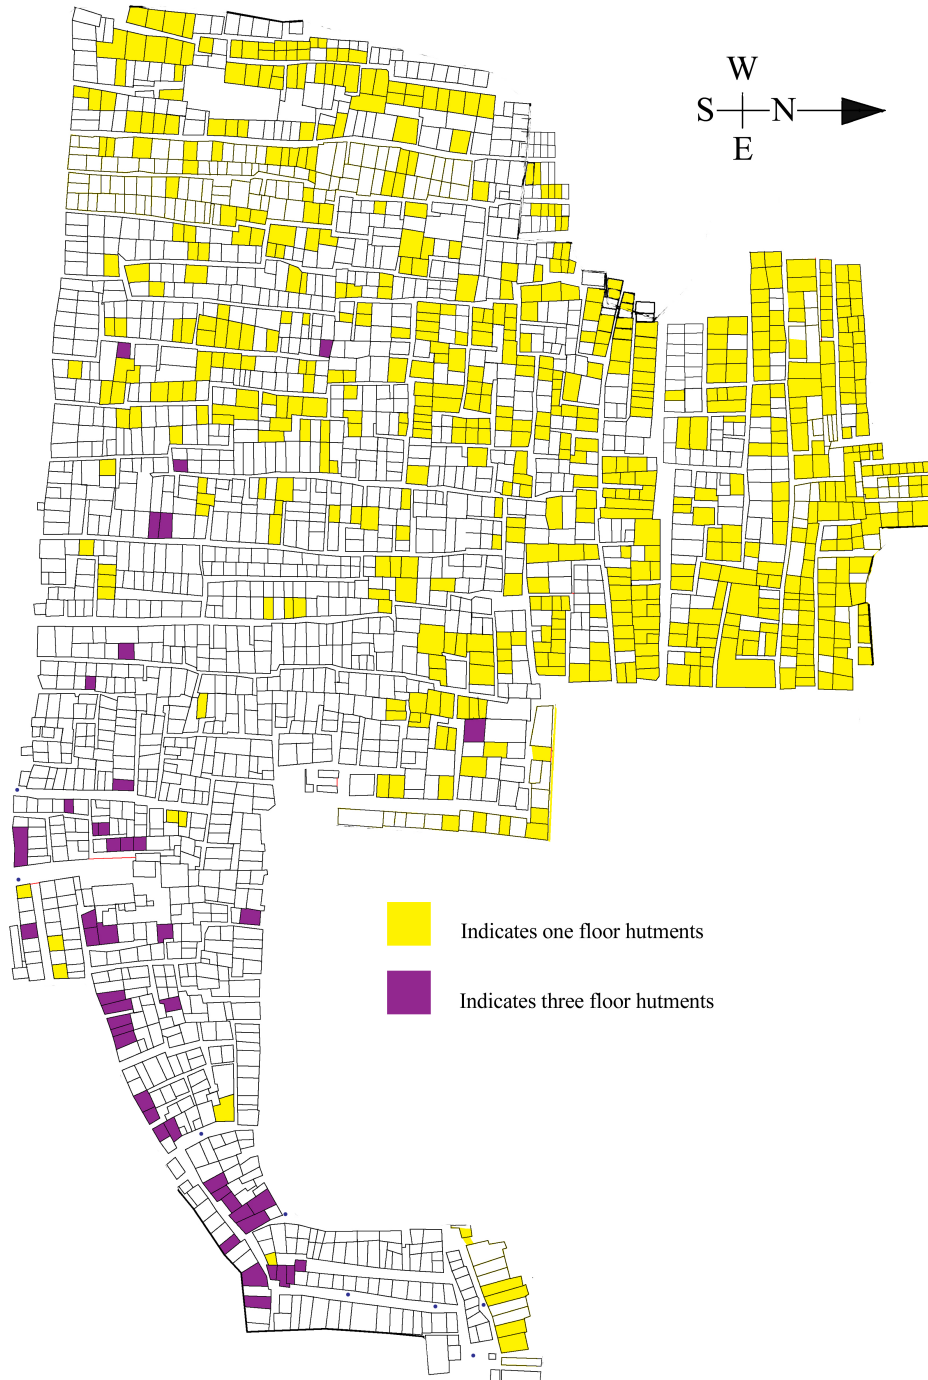 W
S N
E
Indicates one floor hutments
Indicates three floor hutments